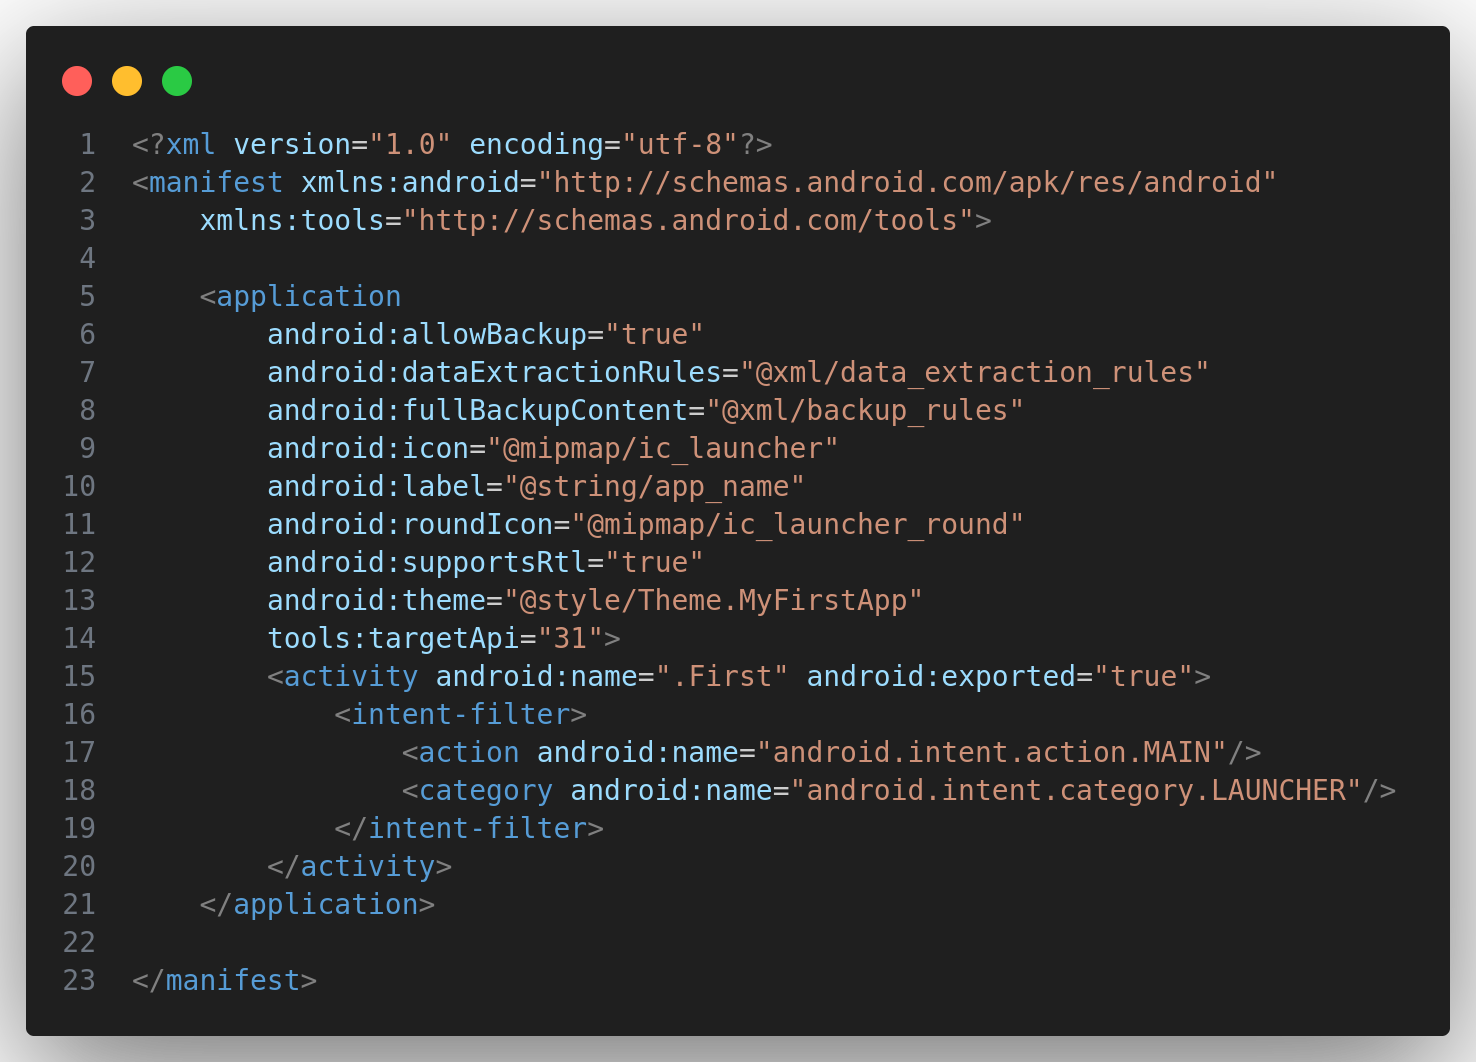 1 <?xml version="1.0" encoding="utf-8"?>
2 <manifest xmlns:android="http://schemas.android.com/apk/res/android"
3     xmlns:tools="http://schemas.android.com/tools">
4
5     <application
6         android:allowBackup="true"
7         android:dataExtractionRules="@xml/data_extraction_rules"
8         android:fullBackupContent="@xml/backup_rules"
9         android:icon="@mipmap/ic_launcher"
10         android:label="@string/app_name"
11         android:roundIcon="@mipmap/ic_launcher_round"
12         android:supportsRtl="true"
13         android:theme="@style/Theme.MyFirstApp"
14         tools:targetApi="31">
15         <activity android:name=".First" android:exported="true">
16             <intent-filter>
17                 <action android:name="android.intent.action.MAIN"/>
18                 <category android:name="android.intent.category.LAUNCHER"/>
19             </intent-filter>
20         </activity>
21     </application>
22
23 </manifest>